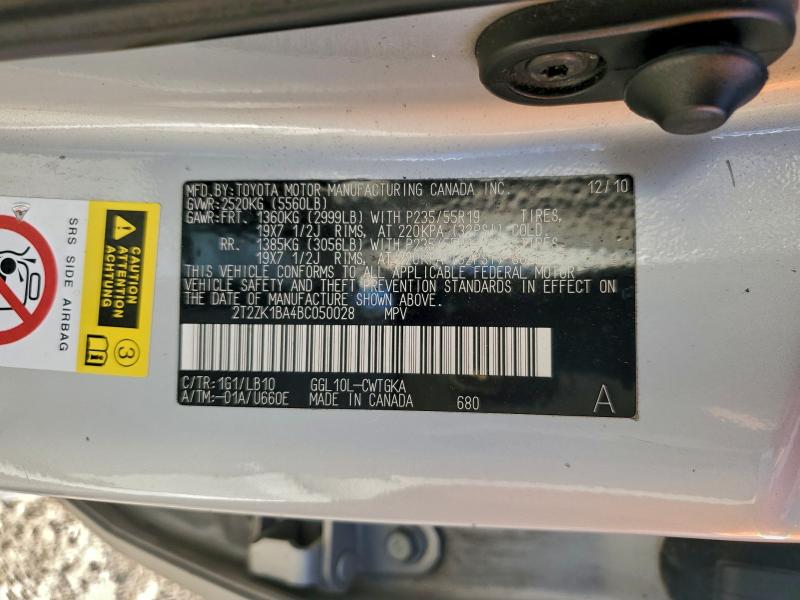 MFD.BY:TOYOTA MOTOR MANUFACTURING CANADA INC. 12/10
GVWR:2520KG (5560LB)
GAWR:FRT. 1360KG (2999LB) WITH P235/55R19 TIRES,
19X7 1/2J RIMS, AT 220KPA (32PSI) COLD.
RR. 1385KG (3056LB) WITH
19X7 1/2J RIMS,
THIS VEHICLE CONFORMS TO ALL APPLICABLE FEDERAL MOTOR
VEHICLE SAFETY AND THEFT PREVENTION STANDARDS IN EFFECT ON
THE DATE OF MANUFACTURE SHOWN ABOVE.
2T2ZK1BA4BC050028 MPV
C/TR:1G1/LB10 GGL10L-CWTGKA
A/TM:-01A/U660E MADE IN CANADA 680 A
SRS SIDE AIRBAG
CAUTION
ATTENTION
ACHTUNG
3